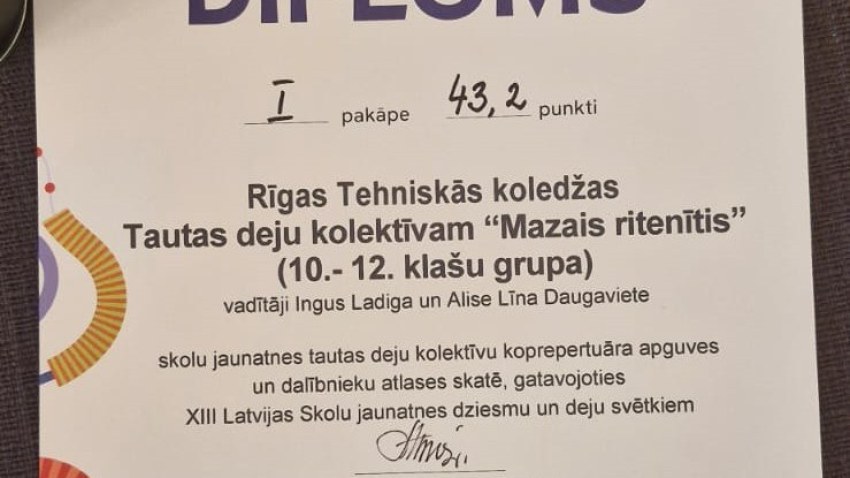 DIPLOMS
I pakāpe 43,2 punkti
Rīgas Tehniskās koledžas
Tautas deju kolektīvam “Mazais ritenītis”
(10.- 12. klašu grupa)
vadītāji Ingus Ladiga un Alise Līna Daugaviete
skolu jaunatnes tautas deju kolektīvu koprepertuāra apguves
un dalībnieku atlases skatē, gatavojoties
XIII Latvijas Skolu jaunatnes dziesmu un deju svētkiem